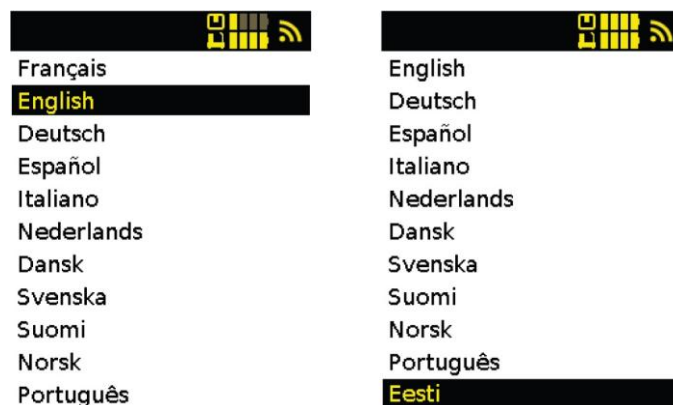 Français
English
Deutsch
Español
Italiano
Nederlands
Dansk
Svenska
Suomi
Norsk
Português
English
Deutsch
Español
Italiano
Nederlands
Dansk
Svenska
Suomi
Norsk
Português
Eesti